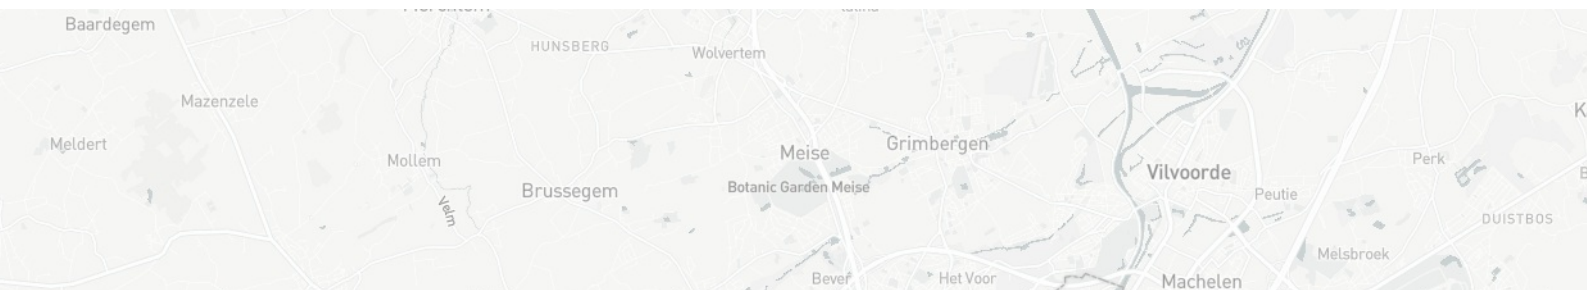 Baardegem
HUNSBERG
Wolvertem
Mazenzele
Meldert
Mollem
Meise
Grimbergen
Vilvoorde
Perk
Brussegem
Botanic Garden Meise
Peutie
Velm
DUISTBOS
Melsbroek
Bever
Het Voor
Machelen